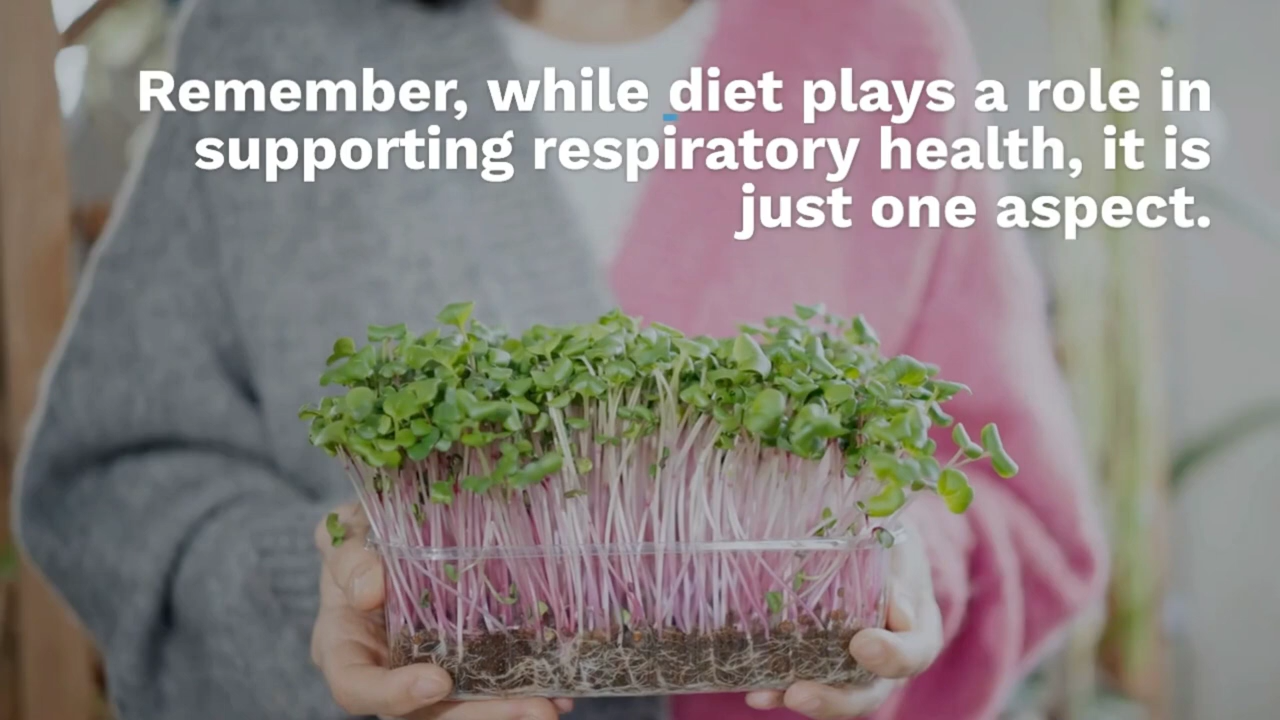 Remember, while diet plays a role in
supporting respiratory health, it is
just one aspect.